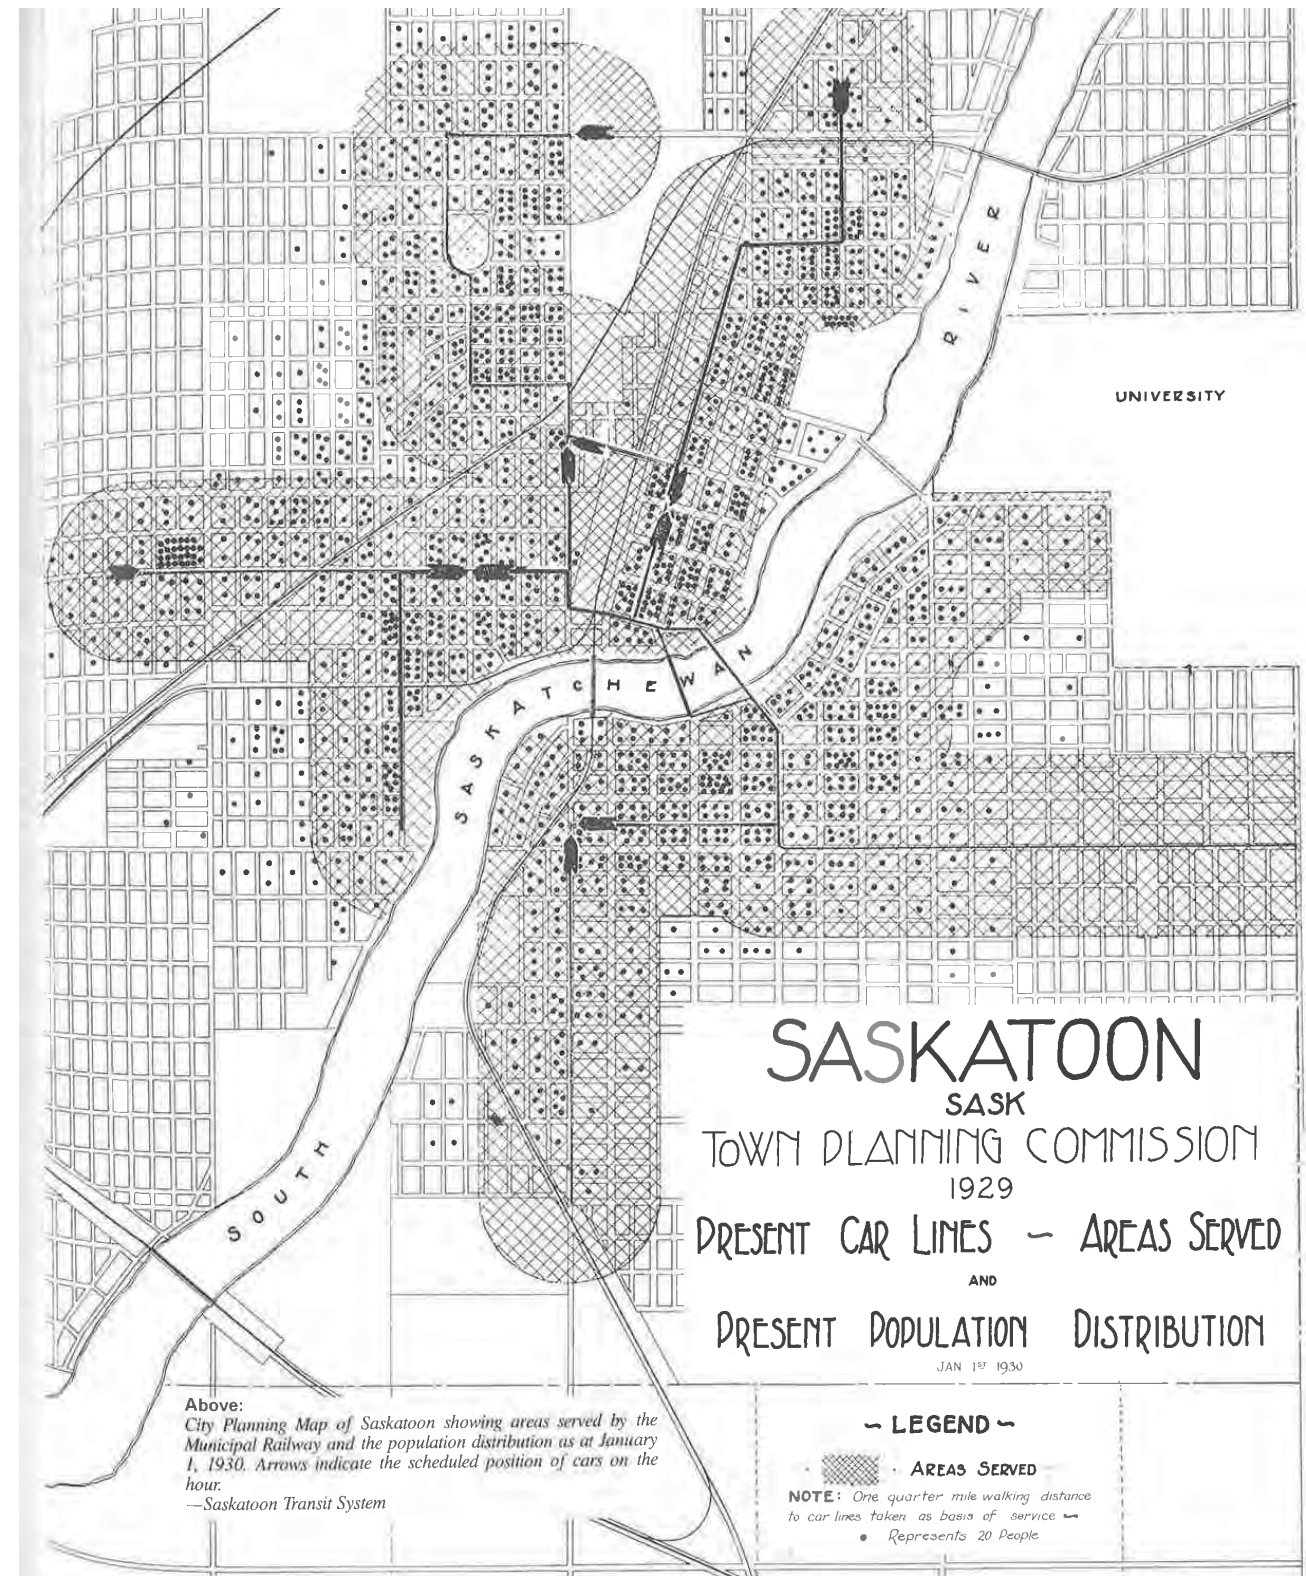 RIVER
UNIVERSITY
SASKATCHEWAN
SOUTH
SASKATOON
SASK
TOWN PLANNING COMMISSION
1929
PRESENT CAR LINES — AREAS SERVED
AND
PRESENT POPULATION DISTRIBUTION
JAN 1ST 1930
Above:
City Planning Map of Saskatoon showing areas served by the
Municipal Railway and the population distribution as at January
1, 1930. Arrows indicate the scheduled position of cars on the
hour.
—Saskatoon Transit System
~ LEGEND ~
AREAS SERVED
NOTE: One quarter mile walking distance
to car lines taken as basis of service ~
• Represents 20 People